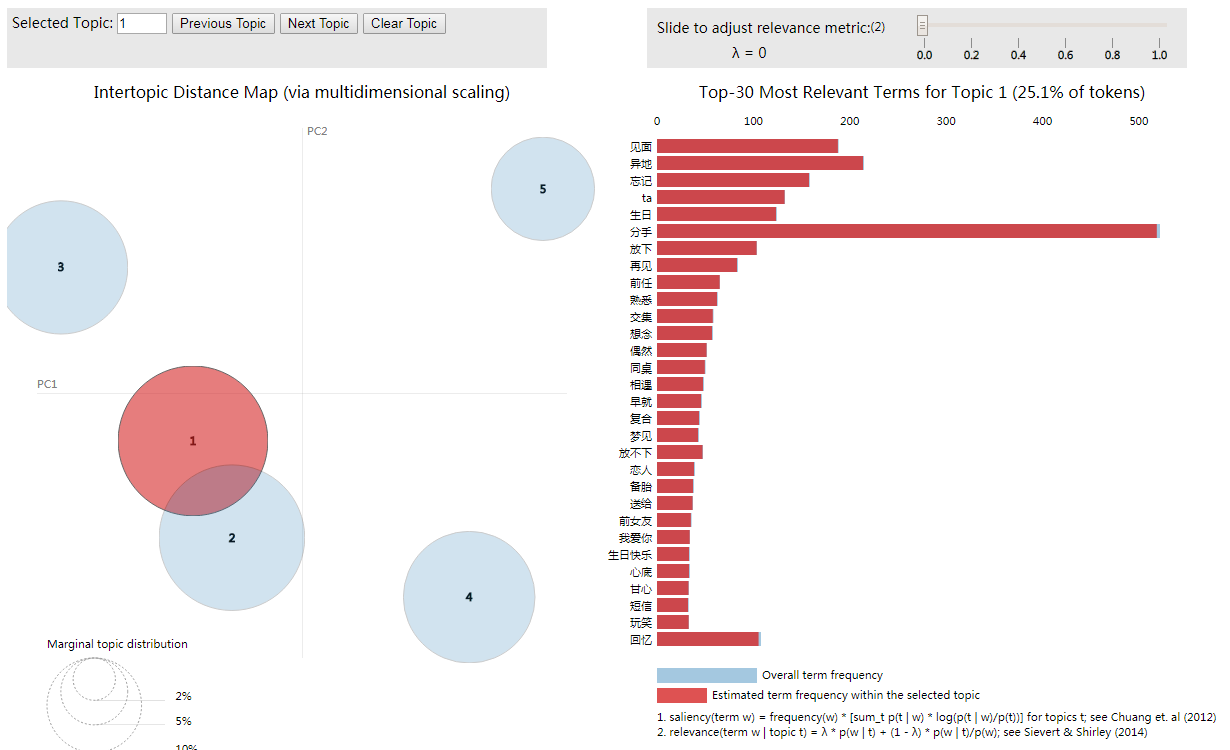 Selected Topic: 1 Previous Topic Next Topic Clear Topic
Slide to adjust relevance metric:(2)
λ = 0
0.0 0.2 0.4 0.6 0.8 1.0
Intertopic Distance Map (via multidimensional scaling)
PC2
PC1
5
3
1
2
4
Marginal topic distribution
2%
5%
10%
Top-30 Most Relevant Terms for Topic 1 (25.1% of tokens)
0 100 200 300 400 500
见面
异地
忘记
ta
生日
分手
放下
再见
前任
熟悉
交集
想念
偶然
同桌
相遇
早就
复合
梦见
放不下
恋人
备胎
送给
前女友
我爱你
生日快乐
心底
甘心
短信
玩笑
回忆
Overall term frequency
Estimated term frequency within the selected topic
1. saliency(term w) = frequency(w) * [sum_t p(t | w) * log(p(t | w)/p(t))] for topics t; see Chuang et. al (2012)
2. relevance(term w | topic t) = λ * p(w | t) + (1 - λ) * p(w | t)/p(w); see Sievert & Shirley (2014)